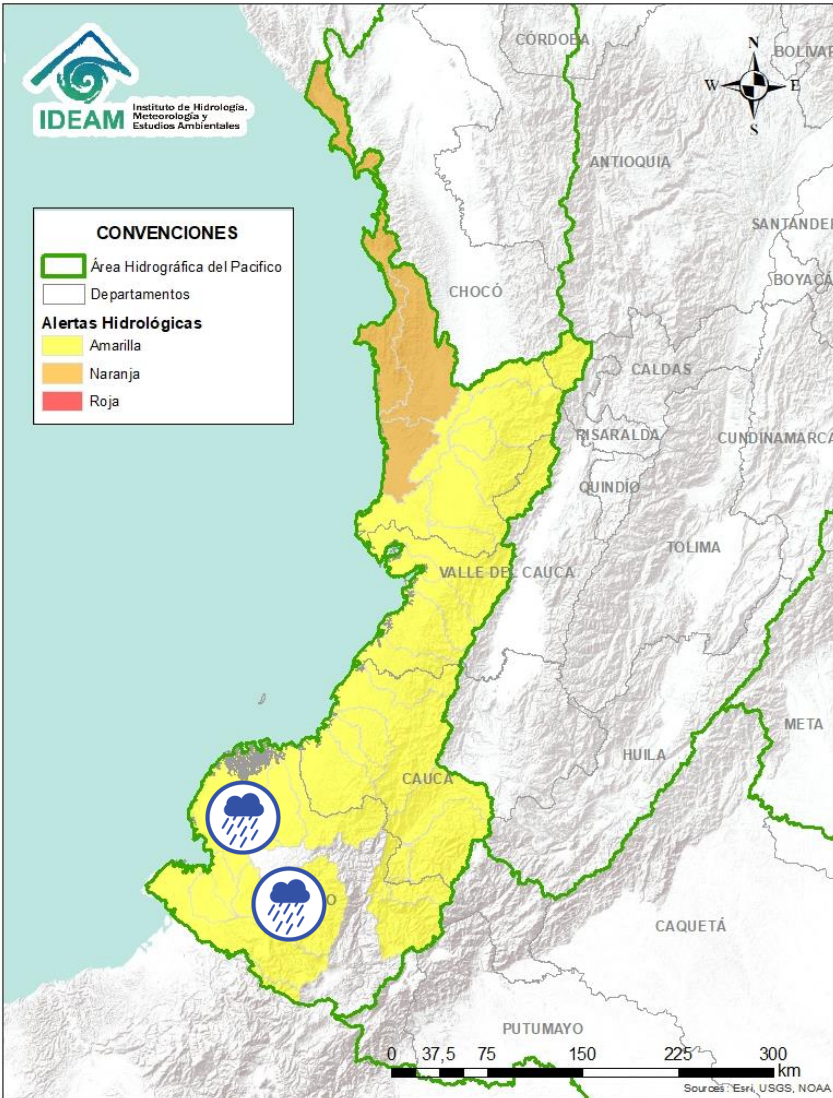 IDEAM
Instituto de Hidrología,
Meteorología y
Estudios Ambientales
CONVENCIONES
Área Hidrográfica del Pacifico
Departamentos
Alertas Hidrológicas
Amarilla
Naranja
Roja
N
W
E
S
CÓRDOBA
BOLIVAR
ANTIOQUIA
SANTANDER
BOYACÁ
CHOCÓ
CALDAS
RISARALDA
CUNDINAMARCA
QUINDÍO
TOLIMA
VALLE DEL CAUCA
META
HUILA
CAUCA
O
CAQUETÁ
PUTUMAYO
0 37,5 75 150 225 300
km
Sources: Esri, USGS, NOAA